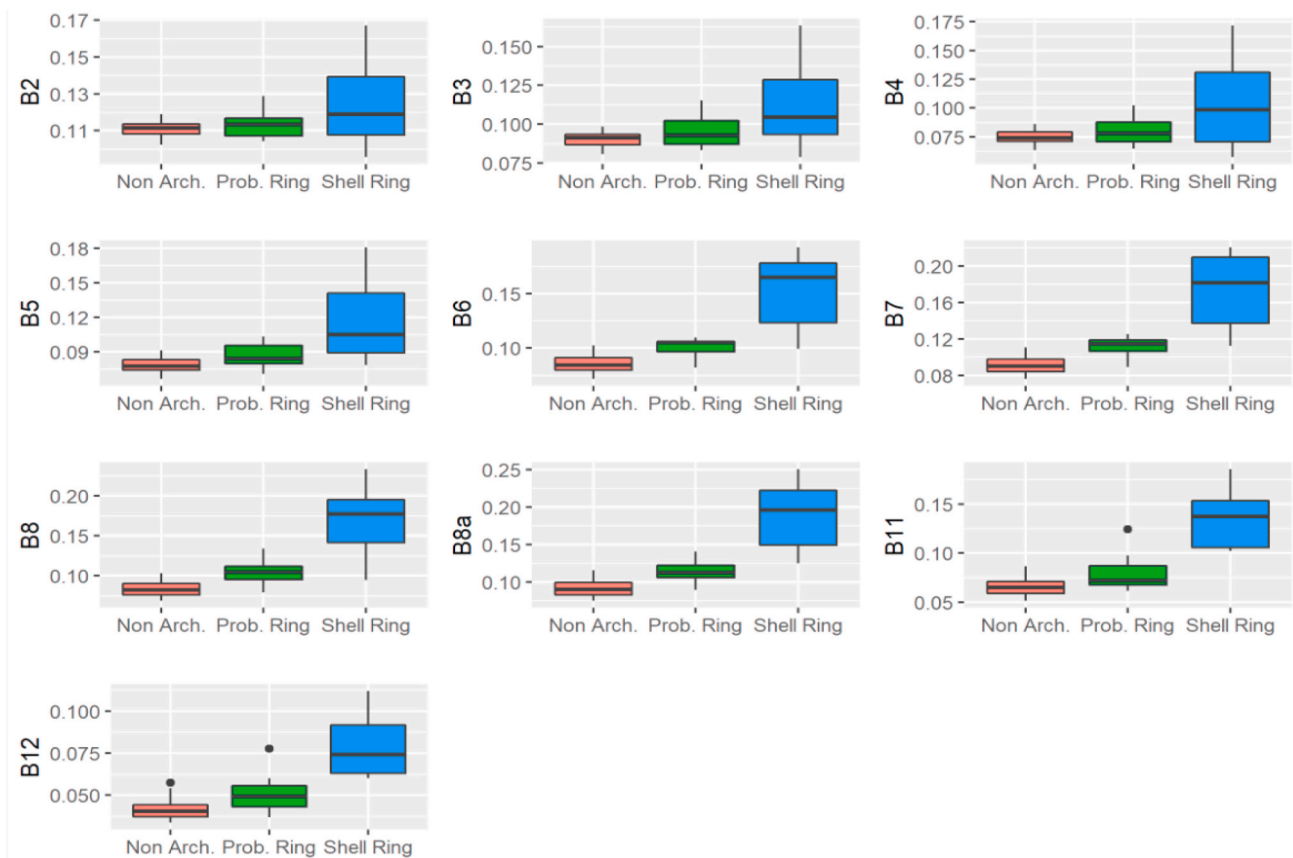 B2
0.17
0.15
0.13
0.11
Non Arch. Prob. Ring Shell Ring
B3
0.150
0.125
0.100
0.075
Non Arch. Prob. Ring Shell Ring
B4
0.175
0.150
0.125
0.100
0.075
Non Arch. Prob. Ring Shell Ring
B5
0.18
0.15
0.12
0.09
Non Arch. Prob. Ring Shell Ring
B6
0.15
0.10
Non Arch. Prob. Ring Shell Ring
B7
0.20
0.16
0.12
0.08
Non Arch. Prob. Ring Shell Ring
B8
0.20
0.15
0.10
Non Arch. Prob. Ring Shell Ring
B8a
0.25
0.20
0.15
0.10
Non Arch. Prob. Ring Shell Ring
B11
0.15
0.10
0.05
Non Arch. Prob. Ring Shell Ring
B12
0.100
0.075
0.050
Non Arch. Prob. Ring Shell Ring